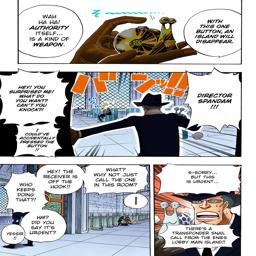 WITH
THIS ONE
BUTTON, AN
ISLAND WILL
DISAPPEAR.
WAH
HA HA!
AUTHORITY
ITSELF...
IS A KIND OF
WEAPON.
DIRECTOR
SPANDAM
!!!
HEY! YOU
SURPRISED ME!
WHAT DO
YOU WANT?
CAN'T YOU
KNOCK?!
I
COULD'VE
ACCIDENTALLY
PRESSED THE
BUTTON
S-SORRY...
BUT THIS IS
URGENT...
THERE'S A
TRANSPONDER SNAIL
CALL FROM THE ENIES
LOBBY MAIN ISLAND!!
WHAT?
WHY NOT
JUST CALL THE
ONE IN THIS
ROOM?
!
HEY! THE
RECEIVER IS
OFF THE
HOOK!!
WHO
KEEPS
DOING
THAT?!
HM?
DID YOU
SAY IT'S
URGENT?
YESSIR
!!